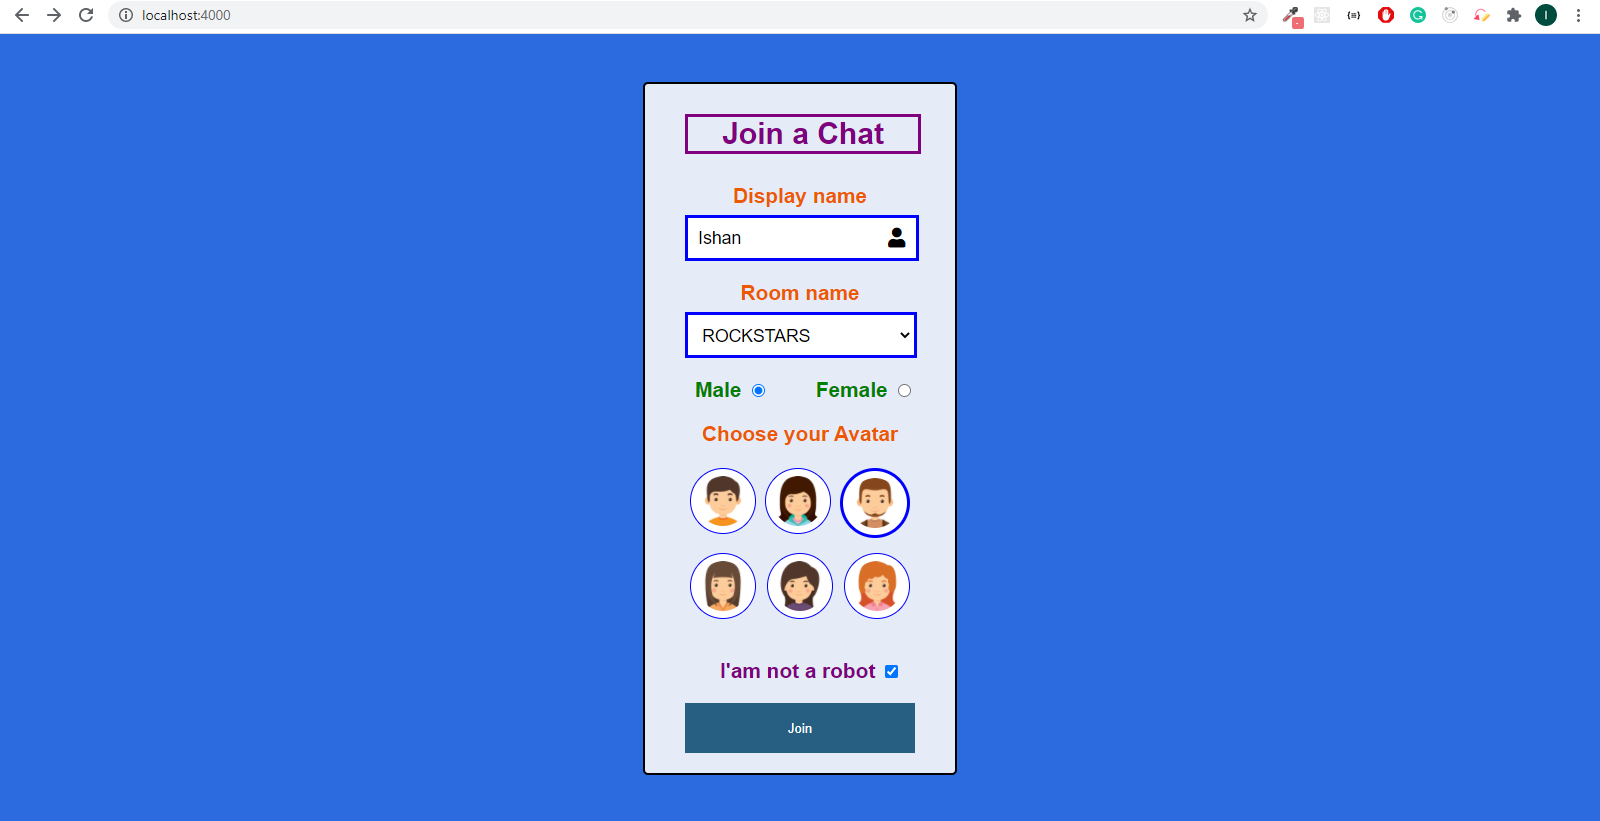 localhost:4000
I
Join a Chat
Display name
Ishan
Room name
ROCKSTARS
Male Female
Choose your Avatar
I'am not a robot
Join